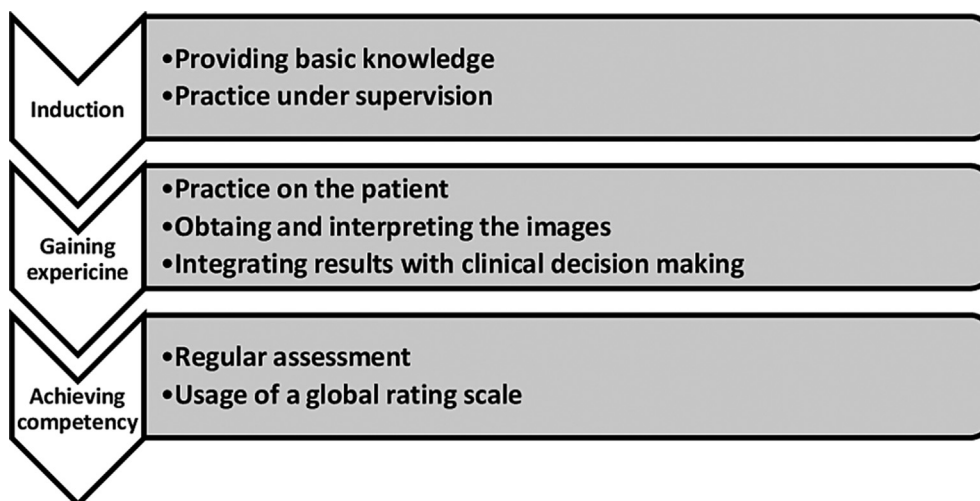 Induction
•Providing basic knowledge
•Practice under supervision
Gaining
expericine
•Practice on the patient
•Obtaing and interpreting the images
•Integrating results with clinical decision making
Achieving
competency
•Regular assessment
•Usage of a global rating scale